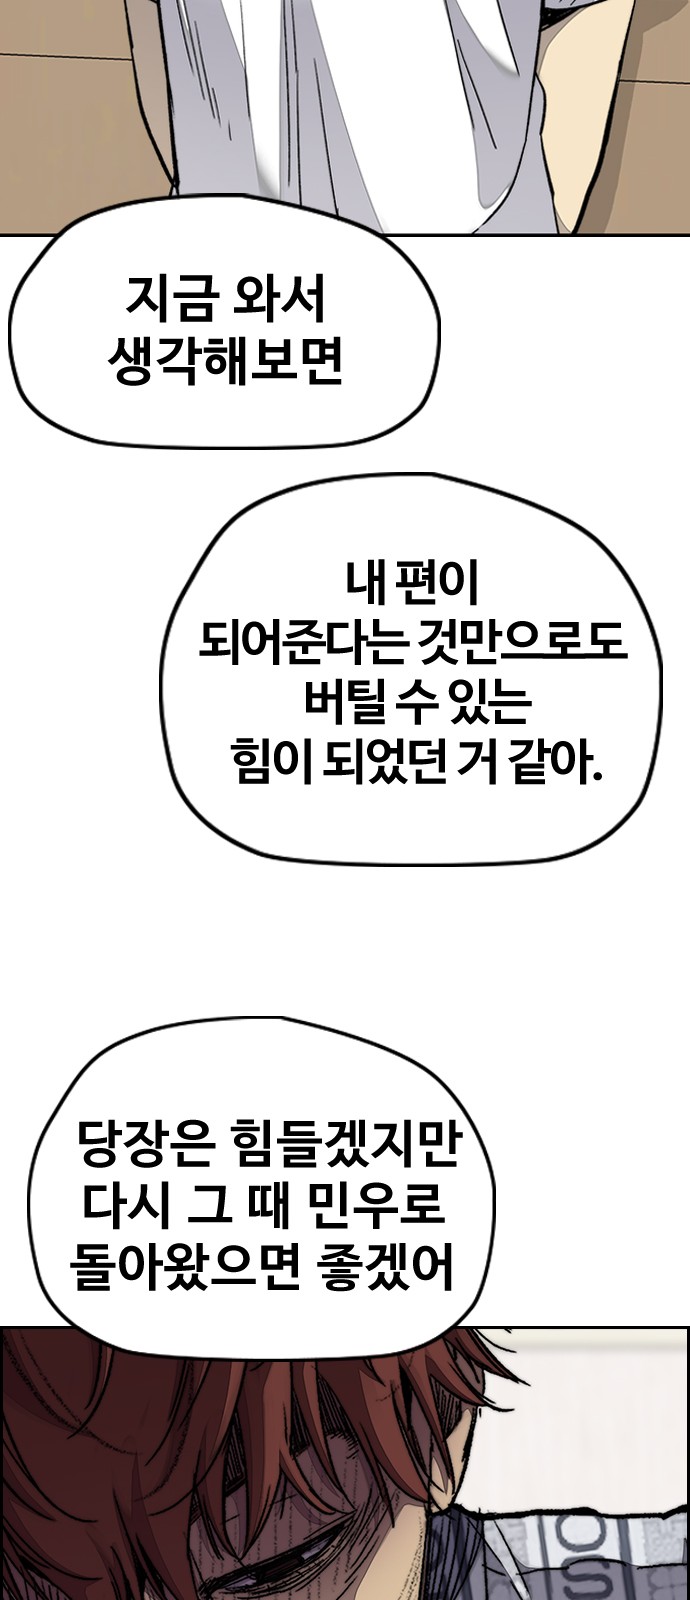 지금 와서
생각해보면
내 편이
되어준다는 것만으로도
버틸 수 있는
힘이 되었던 거 같아.
당장은 힘들겠지만
다시 그 때 민우로
돌아왔으면 좋겠어